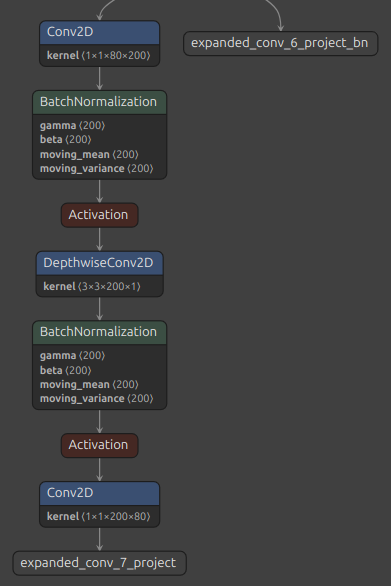 Conv2D
kernel ⟨1×1×80×200⟩
expanded_conv_6_project_bn
BatchNormalization
gamma ⟨200⟩
beta ⟨200⟩
moving_mean ⟨200⟩
moving_variance ⟨200⟩
Activation
DepthwiseConv2D
kernel ⟨3×3×200×1⟩
BatchNormalization
gamma ⟨200⟩
beta ⟨200⟩
moving_mean ⟨200⟩
moving_variance ⟨200⟩
Activation
Conv2D
kernel ⟨1×1×200×80⟩
expanded_conv_7_project